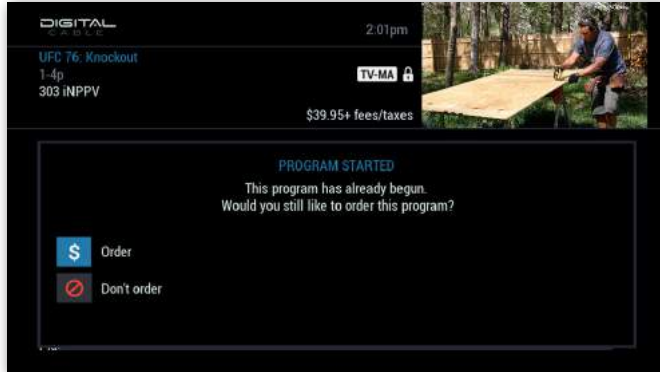 DIGITAL
CABLE
2:01pm
UFC 76: Knockout
1-4p
TV-MA
303 iNPPV
$39.95+ fees/taxes
PROGRAM STARTED
This program has already begun.
Would you still like to order this program?
$ Order
Don't order